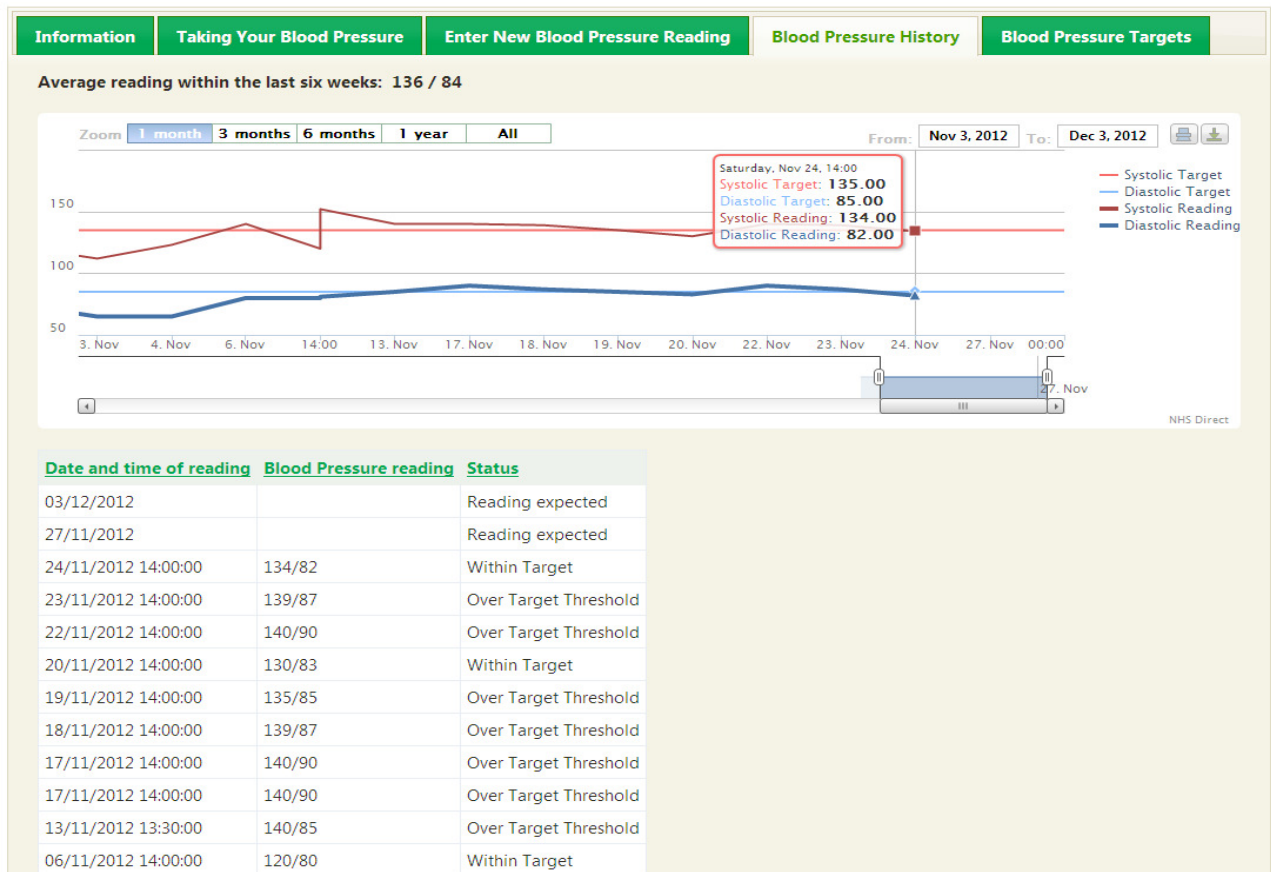 Information Taking Your Blood Pressure Enter New Blood Pressure Reading Blood Pressure History Blood Pressure Targets
Average reading within the last six weeks: 136 / 84
Zoom 1 month 3 months 6 months 1 year All From: Nov 3, 2012 To: Dec 3, 2012
Saturday, Nov 24, 14:00
Systolic Target: 135.00
Diastolic Target: 85.00
Systolic Reading: 134.00
Diastolic Reading: 82.00
Systolic Target
Diastolic Target
Systolic Reading
Diastolic Reading
150
100
50
3. Nov 4. Nov 6. Nov 14:00 13. Nov 17. Nov 18. Nov 19. Nov 20. Nov 22. Nov 23. Nov 24. Nov 27. Nov 00:00
27. Nov
NHS Direct
Date and time of reading Blood Pressure reading Status
03/12/2012 Reading expected
27/11/2012 Reading expected
24/11/2012 14:00:00 134/82 Within Target
23/11/2012 14:00:00 139/87 Over Target Threshold
22/11/2012 14:00:00 140/90 Over Target Threshold
20/11/2012 14:00:00 130/83 Within Target
19/11/2012 14:00:00 135/85 Over Target Threshold
18/11/2012 14:00:00 139/87 Over Target Threshold
17/11/2012 14:00:00 140/90 Over Target Threshold
17/11/2012 14:00:00 140/90 Over Target Threshold
13/11/2012 13:30:00 140/85 Over Target Threshold
06/11/2012 14:00:00 120/80 Within Target